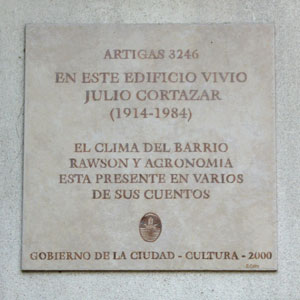 ARTIGAS 3246
EN ESTE EDIFICIO VIVIO
JULIO CORTAZAR
(1914-1984)
EL CLIMA DEL BARRIO
RAWSON Y AGRONOMIA
ESTA PRESENTE EN VARIOS
DE SUS CUENTOS
GOBIERNO DE LA CIUDAD - CULTURA - 2000